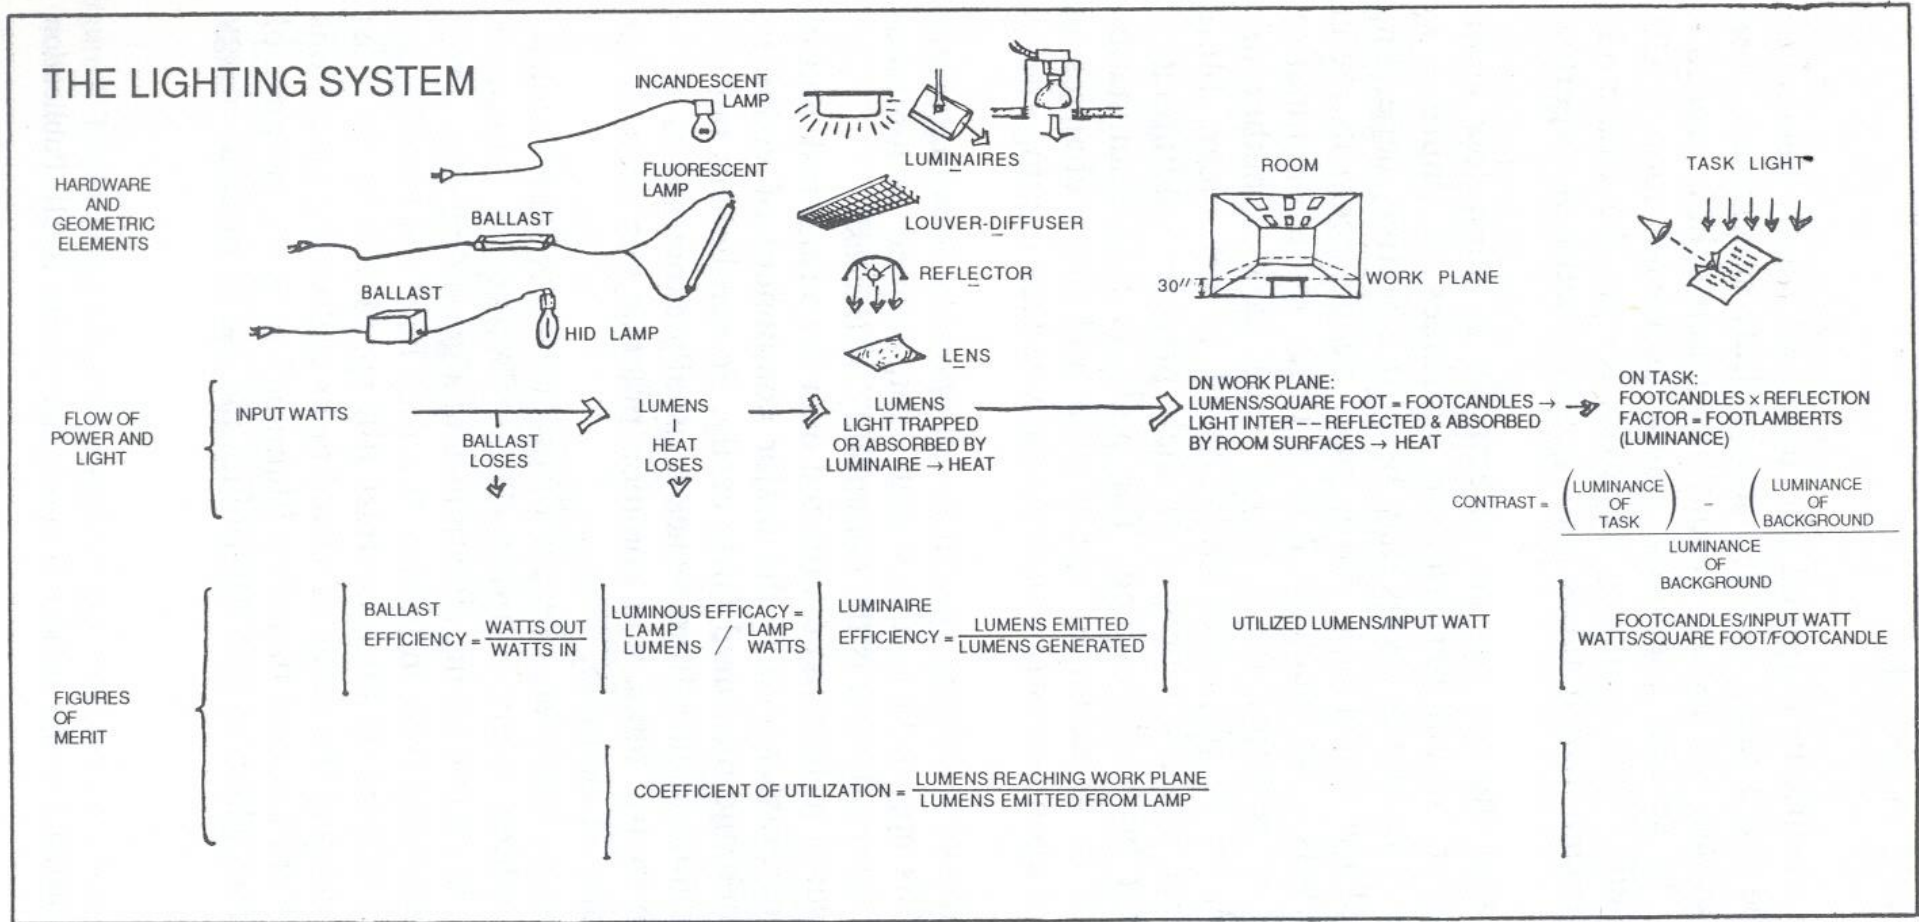 THE LIGHTING SYSTEM
HARDWARE
AND
GEOMETRIC
ELEMENTS
INCANDESCENT
LAMP
FLUORESCENT
LAMP
BALLAST
BALLAST
HID LAMP
LUMINAIRES
LOUVER-DIFFUSER
REFLECTOR
LENS
ROOM
30"
WORK PLANE
TASK LIGHT
FLOW OF
POWER AND
LIGHT
INPUT WATTS
BALLAST
LOSES
LUMENS
HEAT
LOSES
LUMENS
LIGHT TRAPPED
OR ABSORBED BY
LUMINAIRE → HEAT
DN WORK PLANE:
LUMENS/SQUARE FOOT = FOOTCANDLES →
LIGHT INTER -- REFLECTED & ABSORBED
BY ROOM SURFACES → HEAT
ON TASK:
FOOTCANDLES × REFLECTION
FACTOR = FOOTLAMBERTS
(LUMINANCE)
CONTRAST = (LUMINANCE OF TASK) - (LUMINANCE OF BACKGROUND
LUMINANCE
OF
BACKGROUND
FIGURES
OF
MERIT
BALLAST
EFFICIENCY = WATTS OUT
WATTS IN
LUMINOUS EFFICACY =
LAMP LUMENS / LAMP WATTS
LUMINAIRE
EFFICIENCY = LUMENS EMITTED
LUMENS GENERATED
UTILIZED LUMENS/INPUT WATT
FOOTCANDLES/INPUT WATT
WATTS/SQUARE FOOT/FOOTCANDLE
COEFFICIENT OF UTILIZATION = LUMENS REACHING WORK PLANE
LUMENS EMITTED FROM LAMP